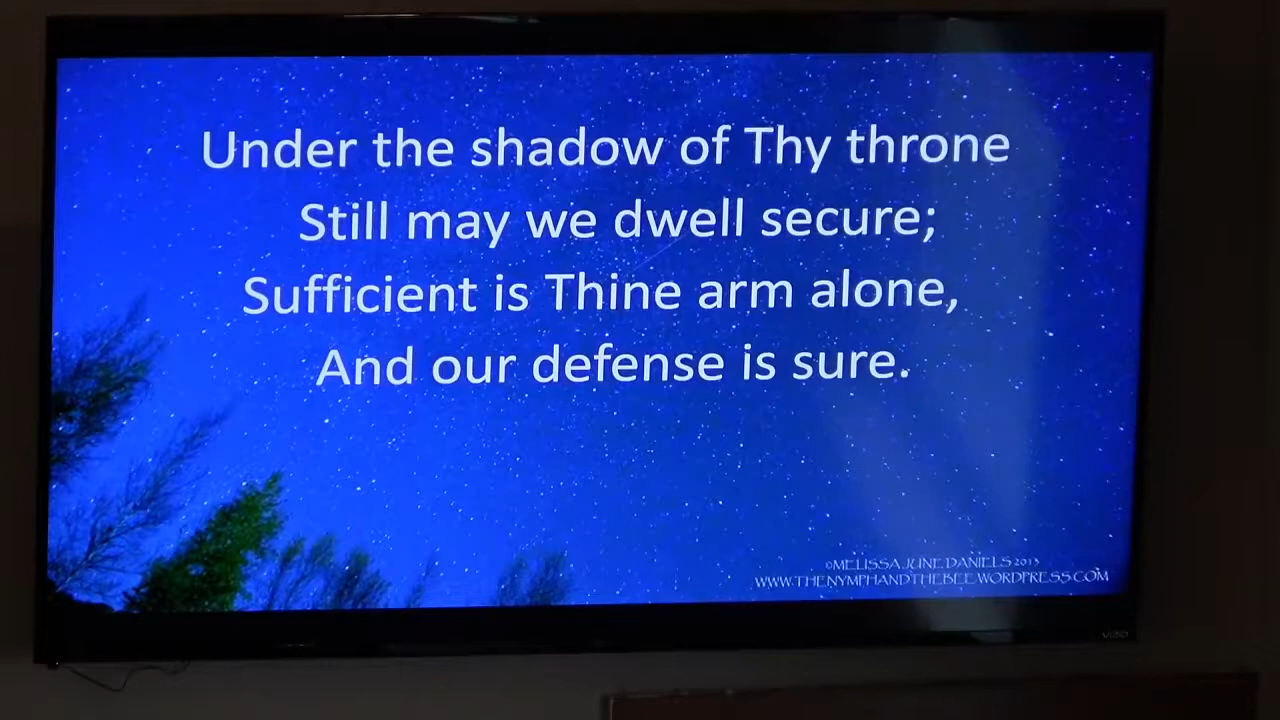 Under the shadow of Thy throne
Still may we dwell secure;
Sufficient is Thine arm alone,
And our defense is sure.
©MELISSA JUNE DANIELS 2013
WWW.THENYMPHANDTHEBEE.WORDPRESS.COM
VIZIO